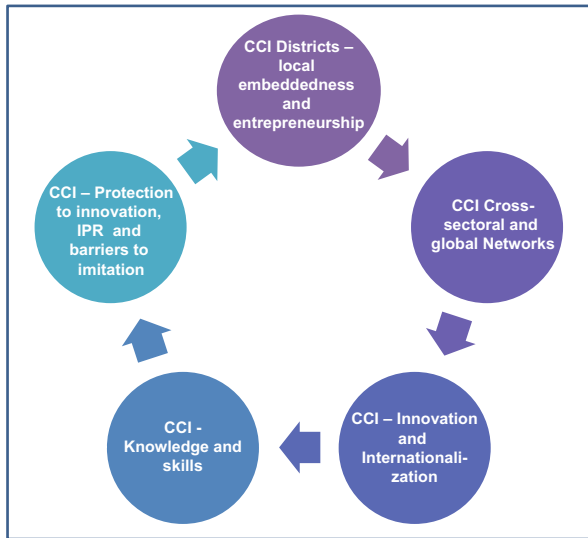 CCI Districts –
local
embeddedness
and
entrepreneurship
CCI Cross-
sectoral and
global Networks
CCI – Innovation
and
Internationali-
zation
CCI -
Knowledge and
skills
CCI – Protection
to innovation,
IPR  and
barriers to
imitation